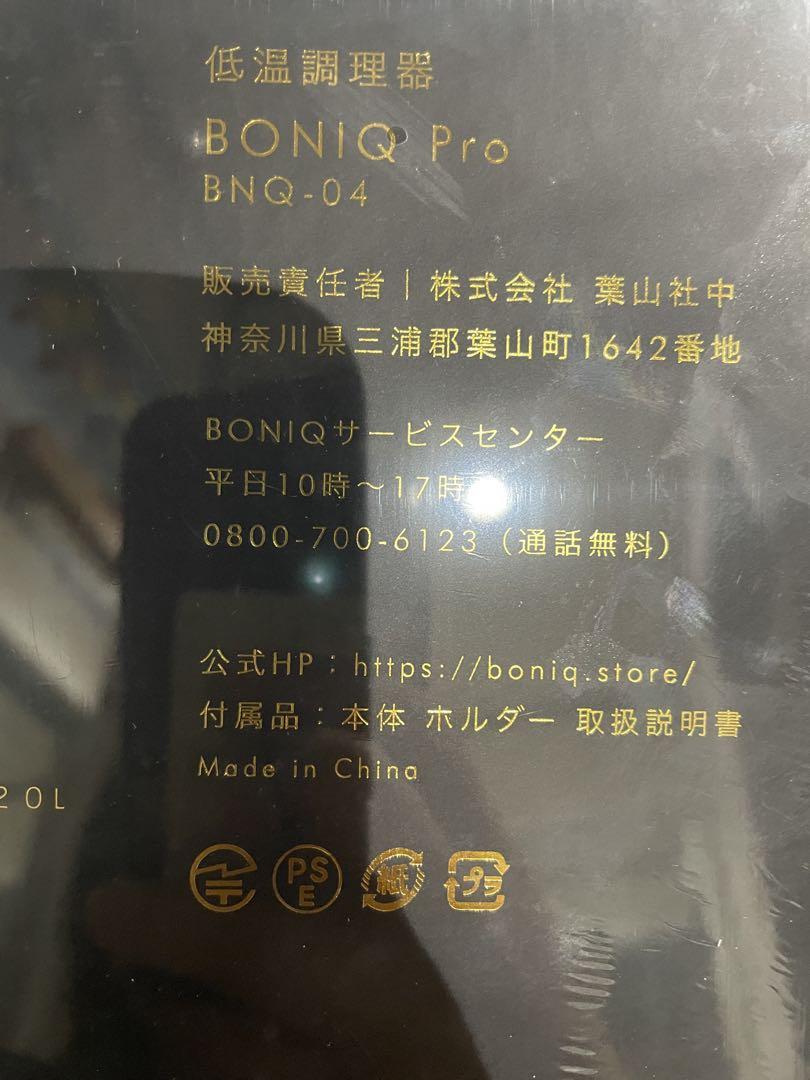 低温調理器
BONIQ Pro
BNQ-04
販売責任者 | 株式会社 葉山社中
神奈川県三浦郡葉山町1642番地
BONIQサービスセンター
平日10時～17時
0800-700-6123（通話無料）
公式HP：https://boniq.store/
付属品：本体 ホルダー 取扱説明書
Made in China
20L
PS
E
紙
プラ